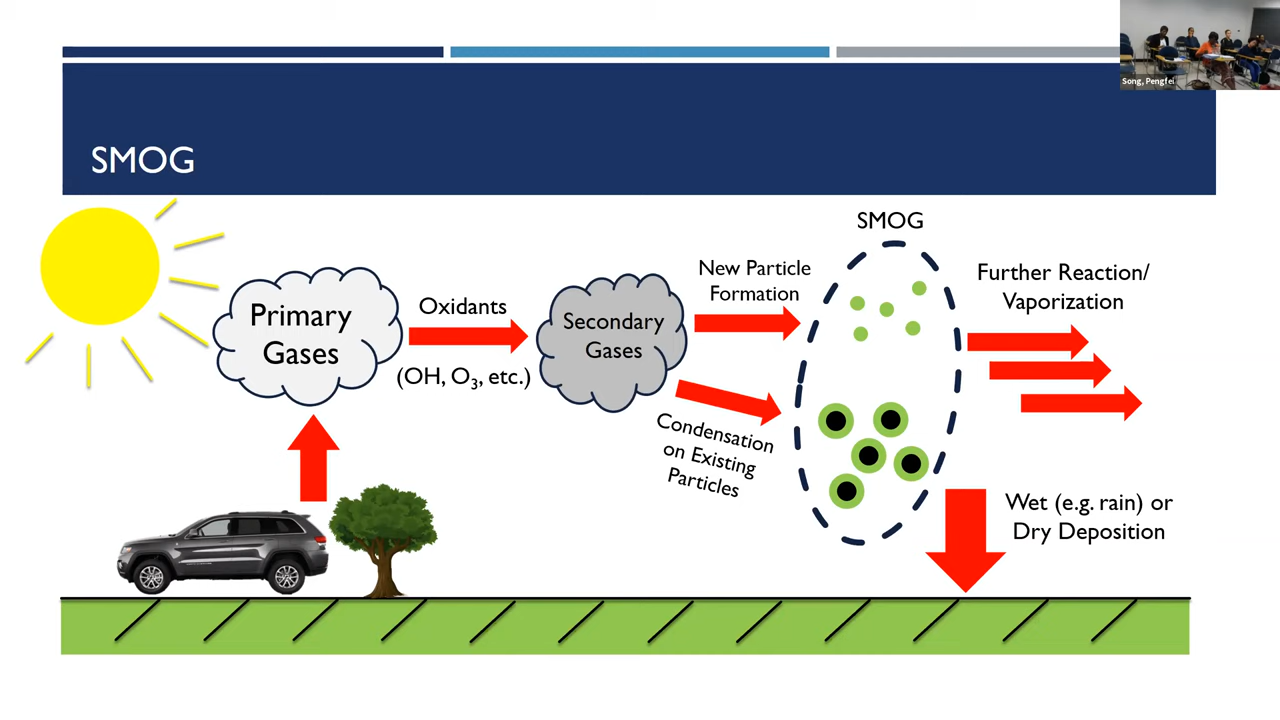 Song, Pengfei
SMOG
SMOG
Primary
Gases
Oxidants
(OH, O₃, etc.)
Secondary
Gases
New Particle
Formation
Condensation
on Existing
Particles
Further Reaction/
Vaporization
Wet (e.g. rain) or
Dry Deposition